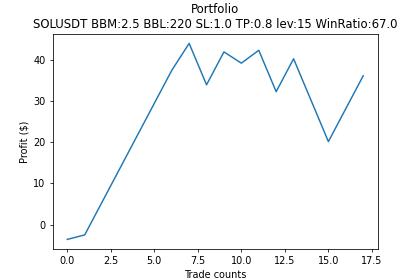 Portfolio
SOLUSDT BBM:2.5 BBL:220 SL:1.0 TP:0.8 lev:15 WinRatio:67.0
40
30
20
10
0
Profit ($)
0.0 2.5 5.0 7.5 10.0 12.5 15.0 17.5
Trade counts